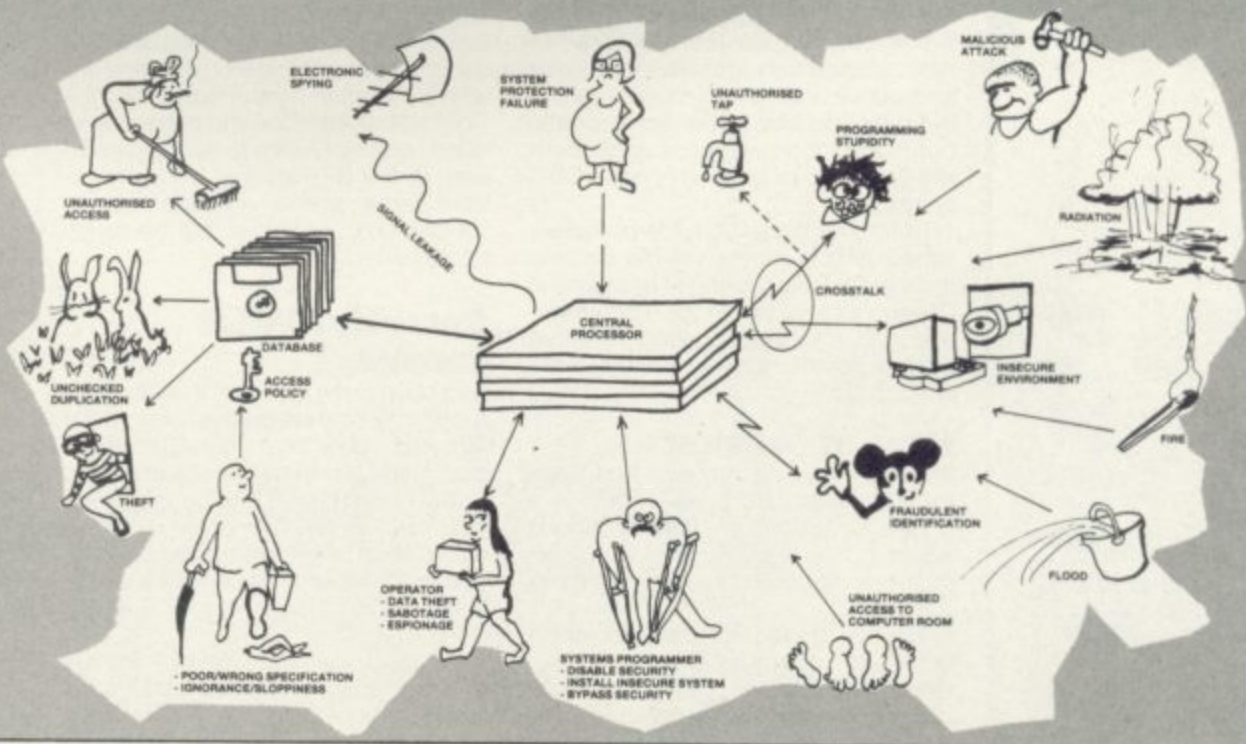 MALICIOUS
ATTACK
ELECTRONIC
SPYING
SYSTEM
PROTECTION
FAILURE
UNAUTHORISED
TAP
PROGRAMMING
STUPIDITY
UNAUTHORISED
ACCESS
SIGNAL LEAKAGE
RADIATION
CROSSTALK
CENTRAL
PROCESSOR
DATABASE
INSECURE
ENVIRONMENT
UNCHECKED
DUPLICATION
ACCESS
POLICY
FIRE
THEFT
FRAUDULENT
IDENTIFICATION
FLOOD
OPERATOR
- DATA THEFT
- SABOTAGE
- ESPIONAGE
UNAUTHORISED
ACCESS TO
COMPUTER ROOM
- POOR/WRONG SPECIFICATION
- IGNORANCE/SLOPPINESS
SYSTEMS PROGRAMMER
- DISABLE SECURITY
- INSTALL INSECURE SYSTEM
- BYPASS SECURITY